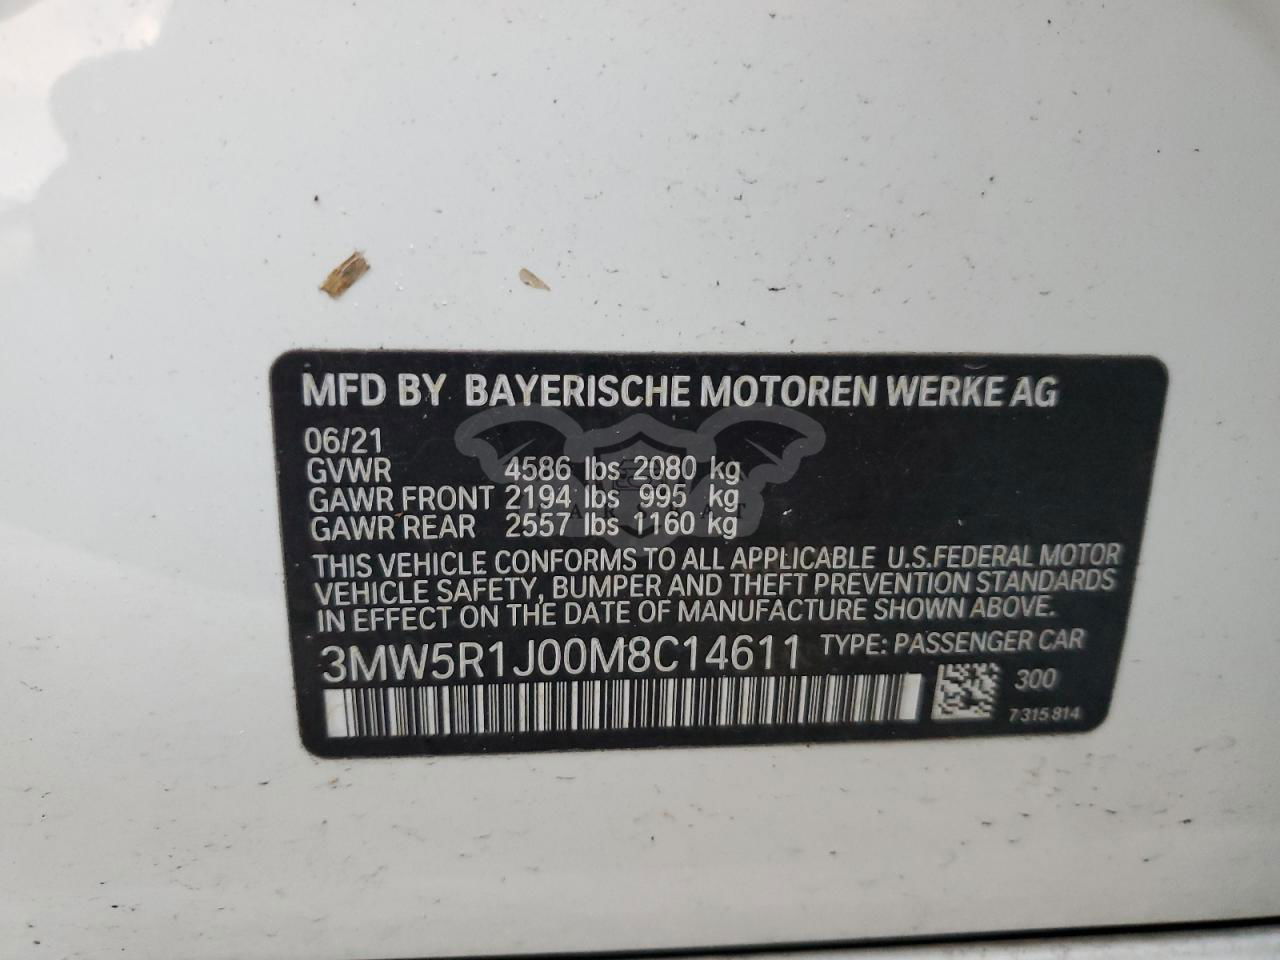 MFD BY BAYERISCHE MOTOREN WERKE AG
06/21
GVWR 4586 lbs 2080 kg
GAWR FRONT 2194 lbs 995 kg
GAWR REAR 2557 lbs 1160 kg
THIS VEHICLE CONFORMS TO ALL APPLICABLE U.S.FEDERAL MOTOR
VEHICLE SAFETY, BUMPER AND THEFT PREVENTION STANDARDS
IN EFFECT ON THE DATE OF MANUFACTURE SHOWN ABOVE.
3MW5R1J00M8C14611 TYPE: PASSENGER CAR
300
7315814